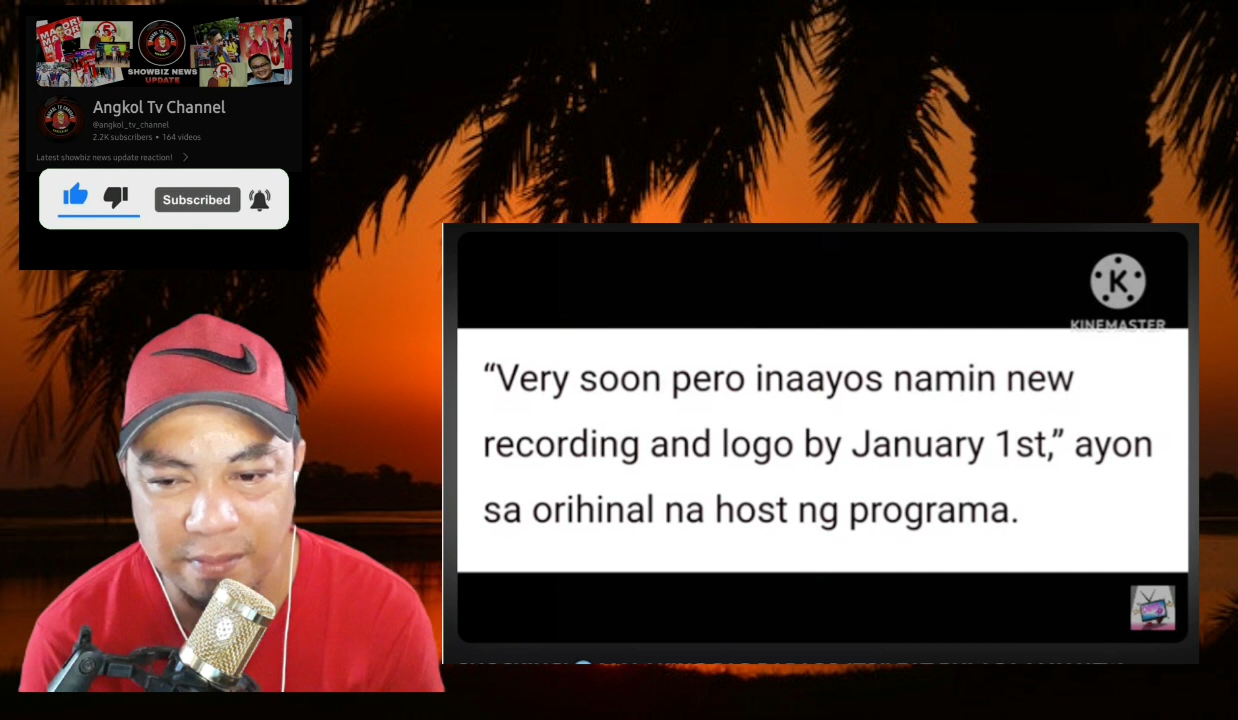 SHOWBIZ NEWS
UPDATE
Angkol Tv Channel
@angkol_tv_channel
2.2K subscribers • 164 videos
Latest showbiz news update reaction!
Subscribed
K
KINEMASTER
“Very soon pero inaayos namin new
recording and logo by January 1st,” ayon
sa orihinal na host ng programa.